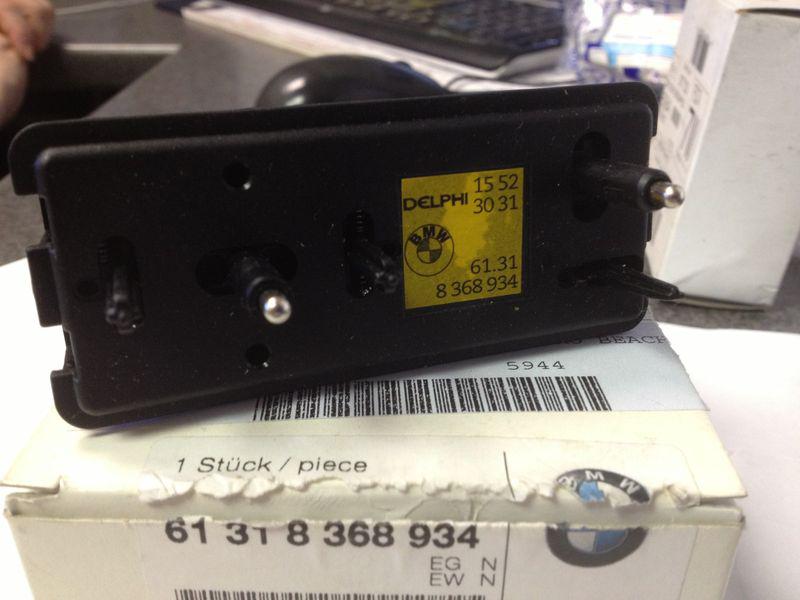 DELPHI 15 52
30 31
BMW
61.31
8 368 934
BEACH
5944
1 Stück / piece
BMW
61 31 8 368 934
EG N
EW N